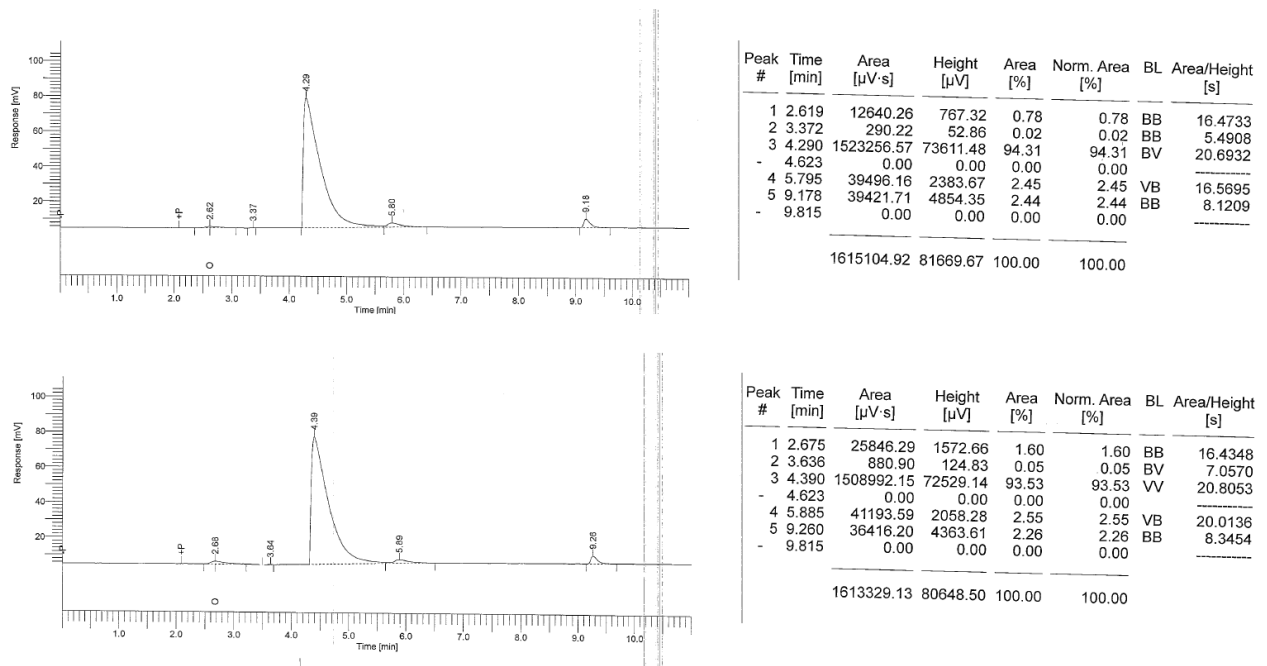 Response [mV]
100
80
60
40
20
+P
2.62
3.37
4.29
5.80
9.18
O
1.0 2.0 3.0 4.0 5.0 6.0 7.0 8.0 9.0 10.0
Time [min]
Peak Time Area Height Area Norm. Area BL Area/Height
# [min] [µV·s] [µV] [%] [%] [s]
1 2.619 12640.26 767.32 0.78 0.78 BB 16.4733
2 3.372 290.22 52.86 0.02 0.02 BB 5.4908
3 4.290 1523256.57 73611.48 94.31 94.31 BV 20.6932
- 4.623 0.00 0.00 0.00 0.00 -----------
4 5.795 39496.16 2383.67 2.45 2.45 VB 16.5695
5 9.178 39421.71 4854.35 2.44 2.44 BB 8.1209
- 9.815 0.00 0.00 0.00 0.00 -----------
1615104.92 81669.67 100.00 100.00
Response [mV]
100
80
60
40
20
+P
2.68
3.64
4.39
5.89
9.26
O
1.0 2.0 3.0 4.0 5.0 6.0 7.0 8.0 9.0 10.0
Time [min]
Peak Time Area Height Area Norm. Area BL Area/Height
# [min] [µV·s] [µV] [%] [%] [s]
1 2.675 25846.29 1572.66 1.60 1.60 BB 16.4348
2 3.636 880.90 124.83 0.05 0.05 BV 7.0570
3 4.390 1508992.15 72529.14 93.53 93.53 VV 20.8053
- 4.623 0.00 0.00 0.00 0.00 -----------
4 5.885 41193.59 2058.28 2.55 2.55 VB 20.0136
5 9.260 36416.20 4363.61 2.26 2.26 BB 8.3454
- 9.815 0.00 0.00 0.00 0.00 -----------
1613329.13 80648.50 100.00 100.00